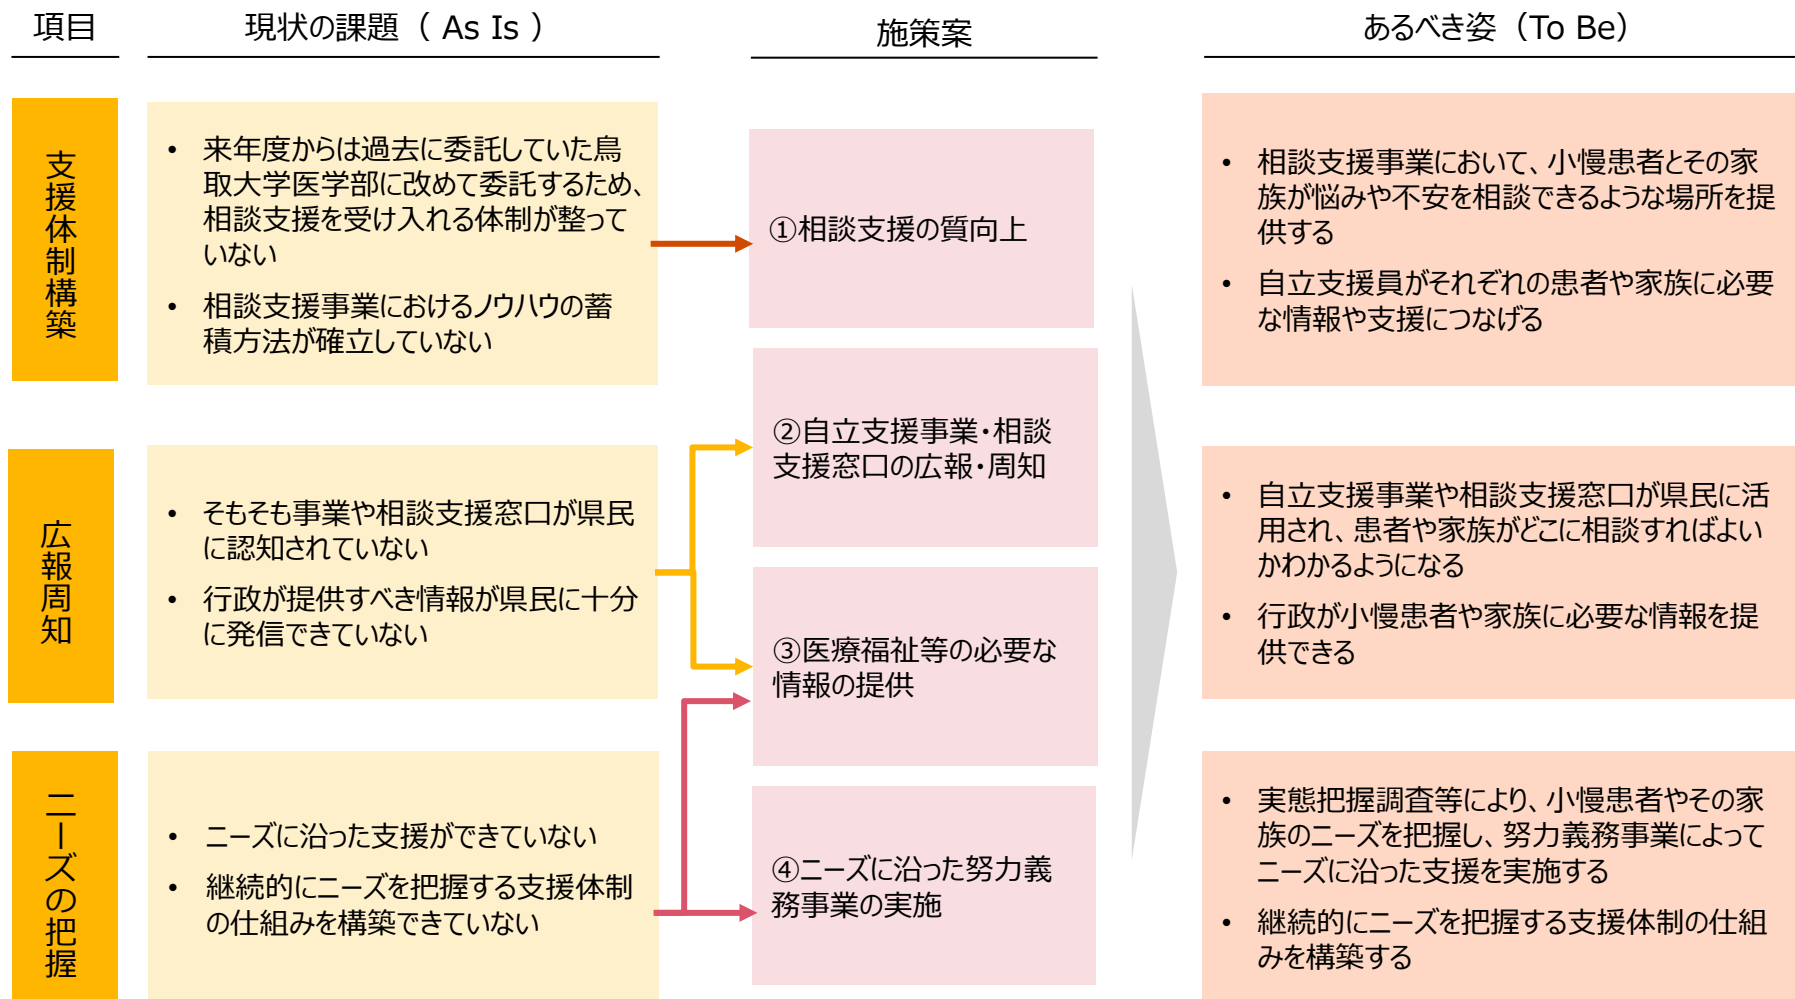 項目
現状の課題（ As Is ）
施策案
あるべき姿（To Be）
支援体制構築
• 来年度からは過去に委託していた鳥
取大学医学部に改めて委託するため、
相談支援を受け入れる体制が整って
いない
• 相談支援事業におけるノウハウの蓄
積方法が確立していない
①相談支援の質向上
• 相談支援事業において、小慢患者とその家
族が悩みや不安を相談できるような場所を提
供する
• 自立支援員がそれぞれの患者や家族に必要
な情報や支援につなげる
広報周知
• そもそも事業や相談支援窓口が県民
に認知されていない
• 行政が提供すべき情報が県民に十分
に発信できていない
②自立支援事業・相談
支援窓口の広報・周知
③医療福祉等の必要な
情報の提供
• 自立支援事業や相談支援窓口が県民に活
用され、患者や家族がどこに相談すればよい
かわかるようになる
• 行政が小慢患者や家族に必要な情報を提
供できる
ニーズの把握
• ニーズに沿った支援ができていない
• 継続的にニーズを把握する支援体制
の仕組みを構築できていない
④ニーズに沿った努力義
務事業の実施
• 実態把握調査等により、小慢患者やその家
族のニーズを把握し、努力義務事業によって
ニーズに沿った支援を実施する
• 継続的にニーズを把握する支援体制の仕組
みを構築する